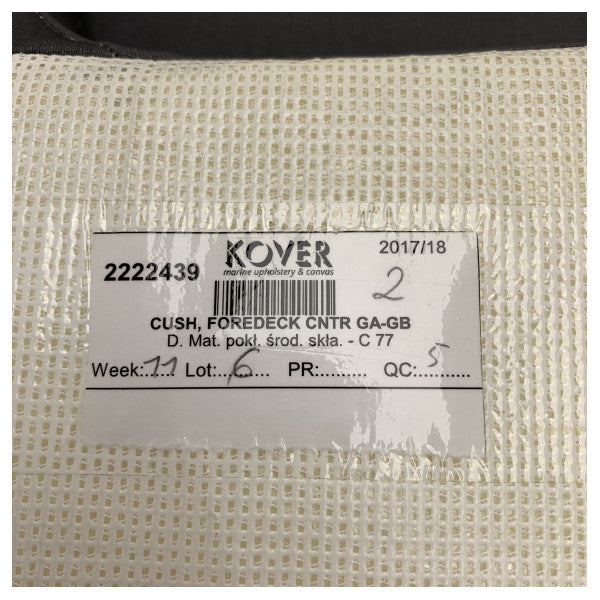 KOVER
marine upholstery & canvas
2017/18
2222439
2
CUSH, FOREDECK CNTR GA-GB
D. Mat. pokł. środ. skła. - C 77
Week:..11.. Lot:..6...... PR:......... QC:..5.......